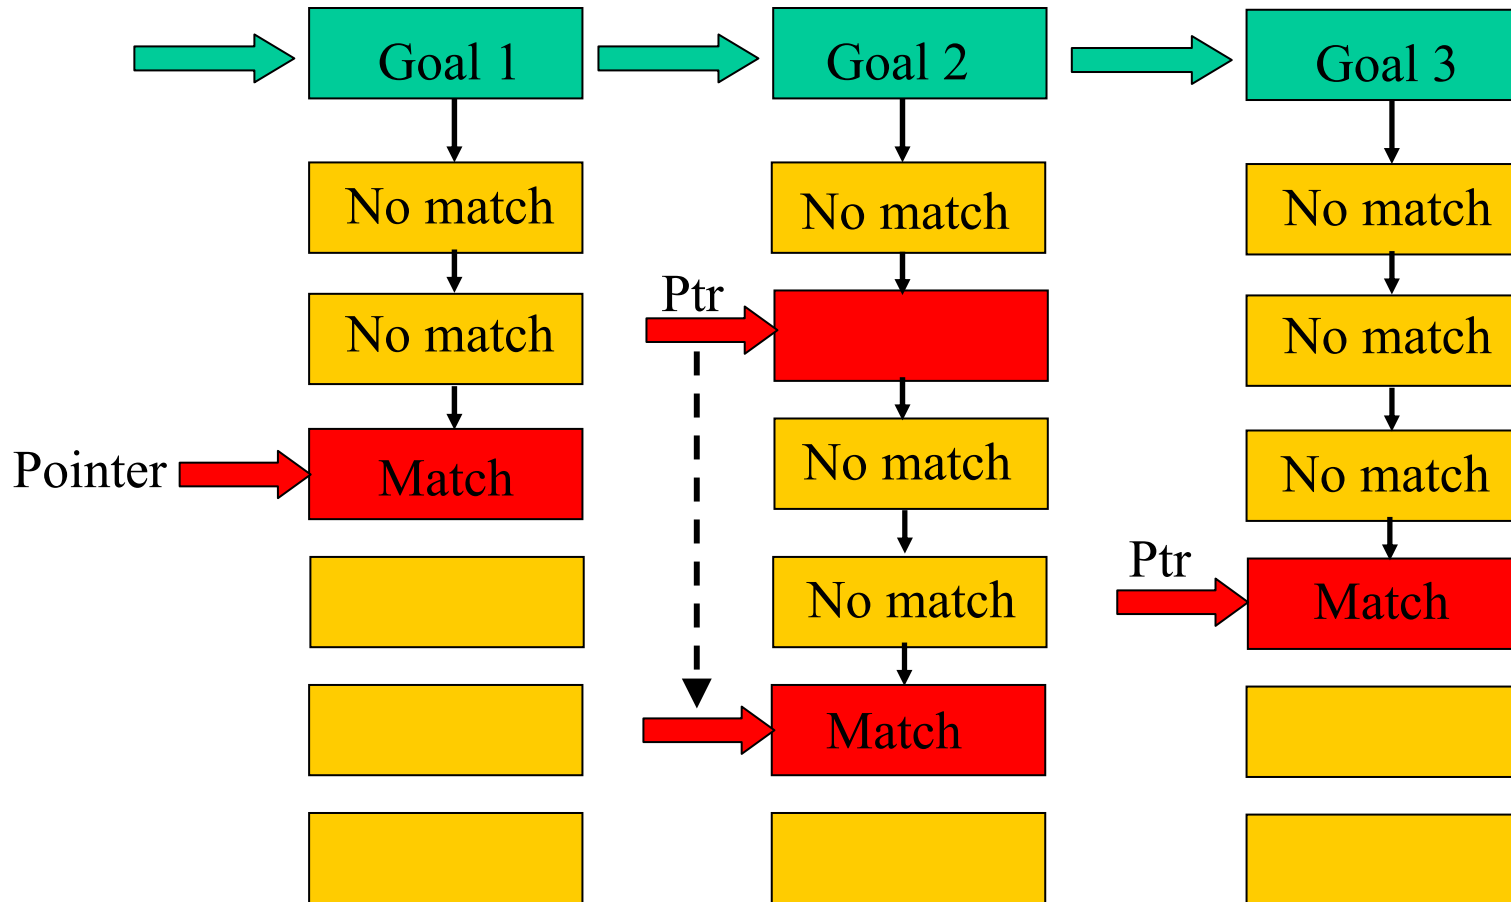 Goal 1
Goal 2
Goal 3
No match
No match
No match
Ptr
No match
No match
Pointer
Match
No match
No match
Ptr
No match
Match
Match